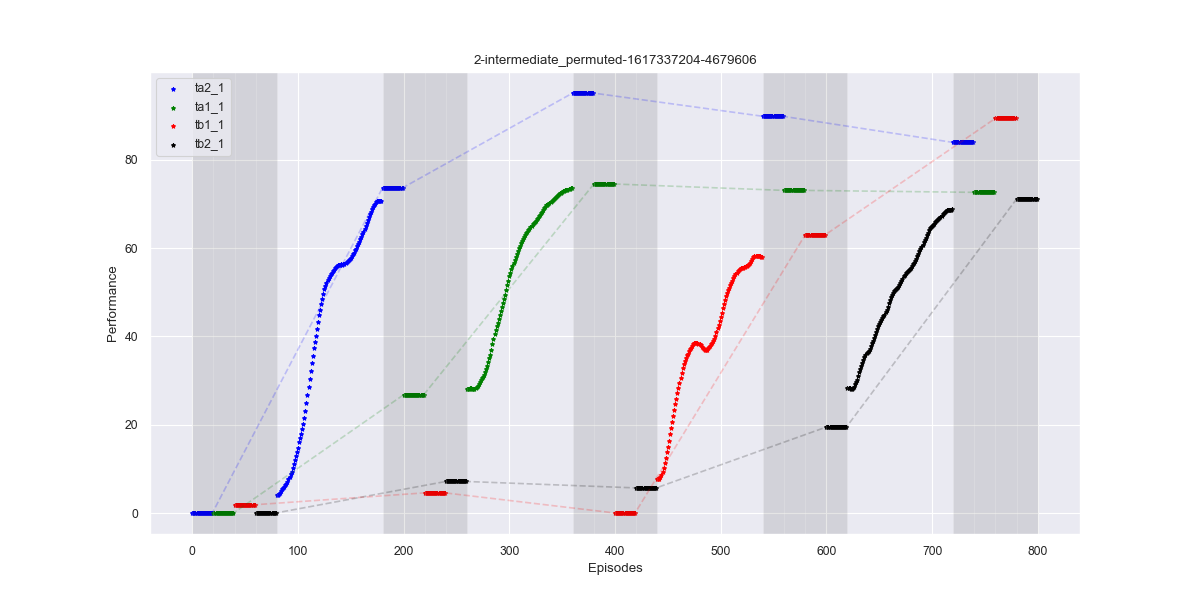 2-intermediate_permuted-1617337204-4679606
ta2_1
ta1_1
tb1_1
tb2_1
80
60
40
20
0
Performance
0 100 200 300 400 500 600 700 800
Episodes